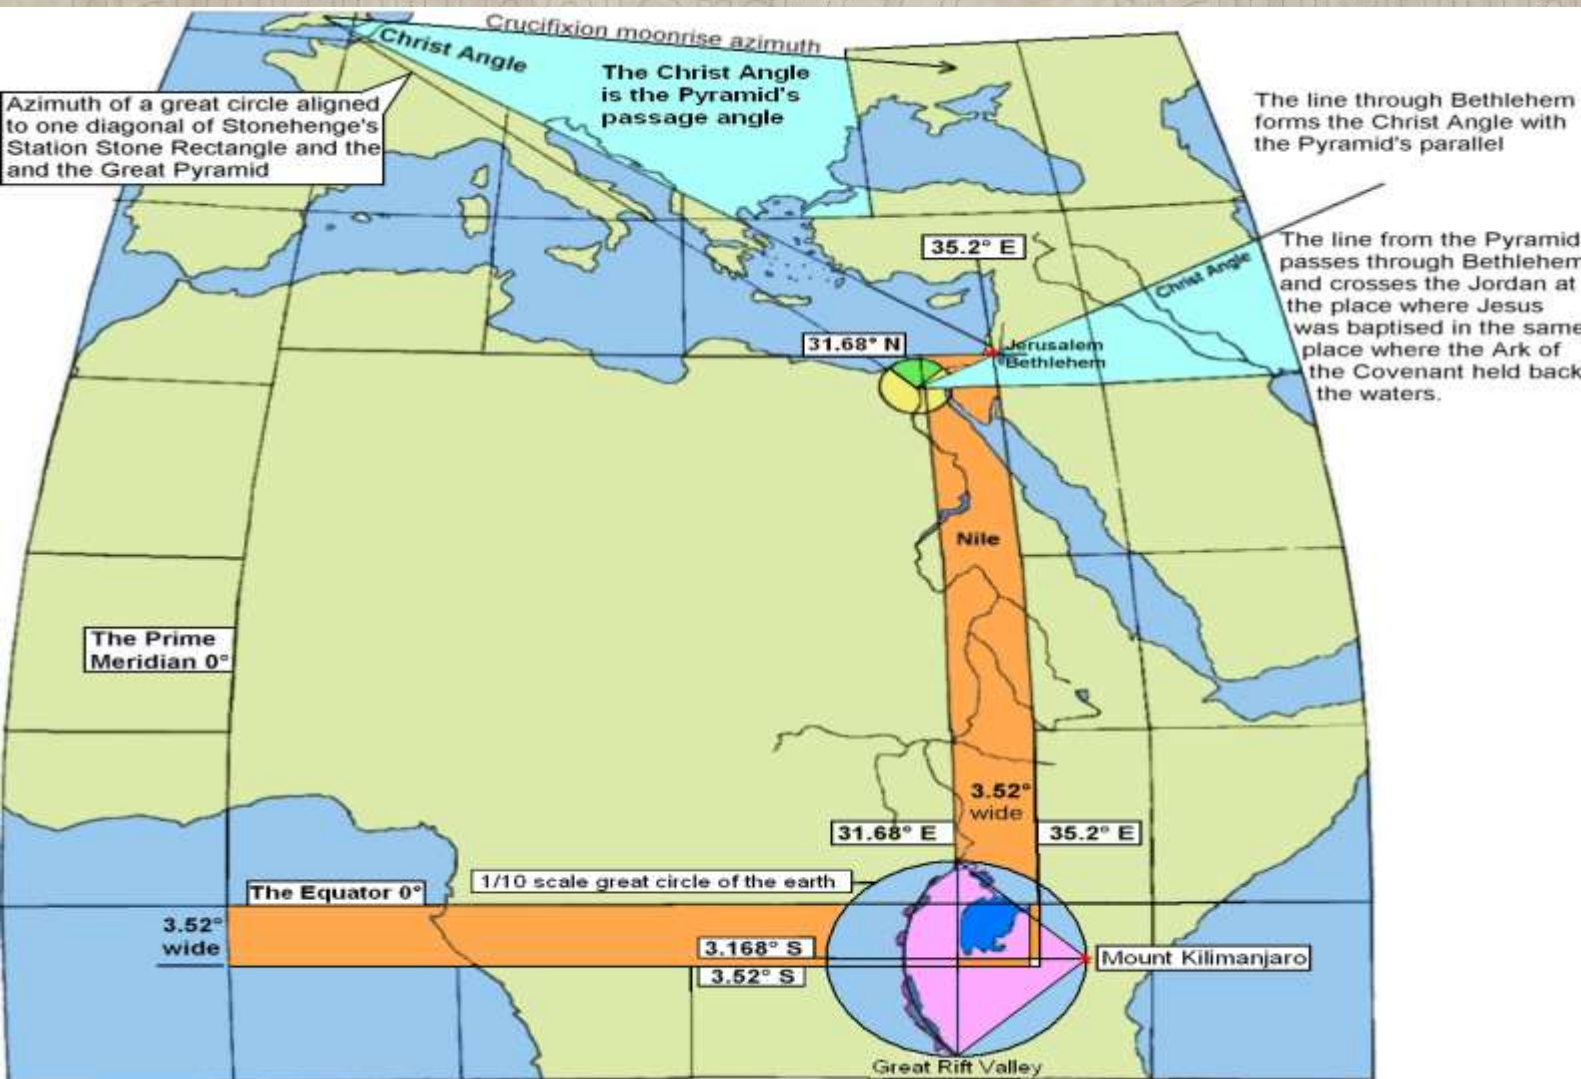 Crucifixion moonrise azimuth
Christ Angle
The Christ Angle
is the Pyramid's
passage angle
Azimuth of a great circle aligned
to one diagonal of Stonehenge's
Station Stone Rectangle and the
and the Great Pyramid
The line through Bethlehem
forms the Christ Angle with
the Pyramid's parallel
35.2° E
The line from the Pyramid
passes through Bethlehem
and crosses the Jordan at
the place where Jesus
was baptised in the same
place where the Ark of
the Covenant held back
the waters.
Christ Angle
31.68° N
Jerusalem
Bethlehem
Nile
The Prime
Meridian 0°
3.52°
wide
31.68° E
35.2° E
1/10 scale great circle of the earth
The Equator 0°
3.52°
wide
3.168° S
3.52° S
Mount Kilimanjaro
Great Rift Valley